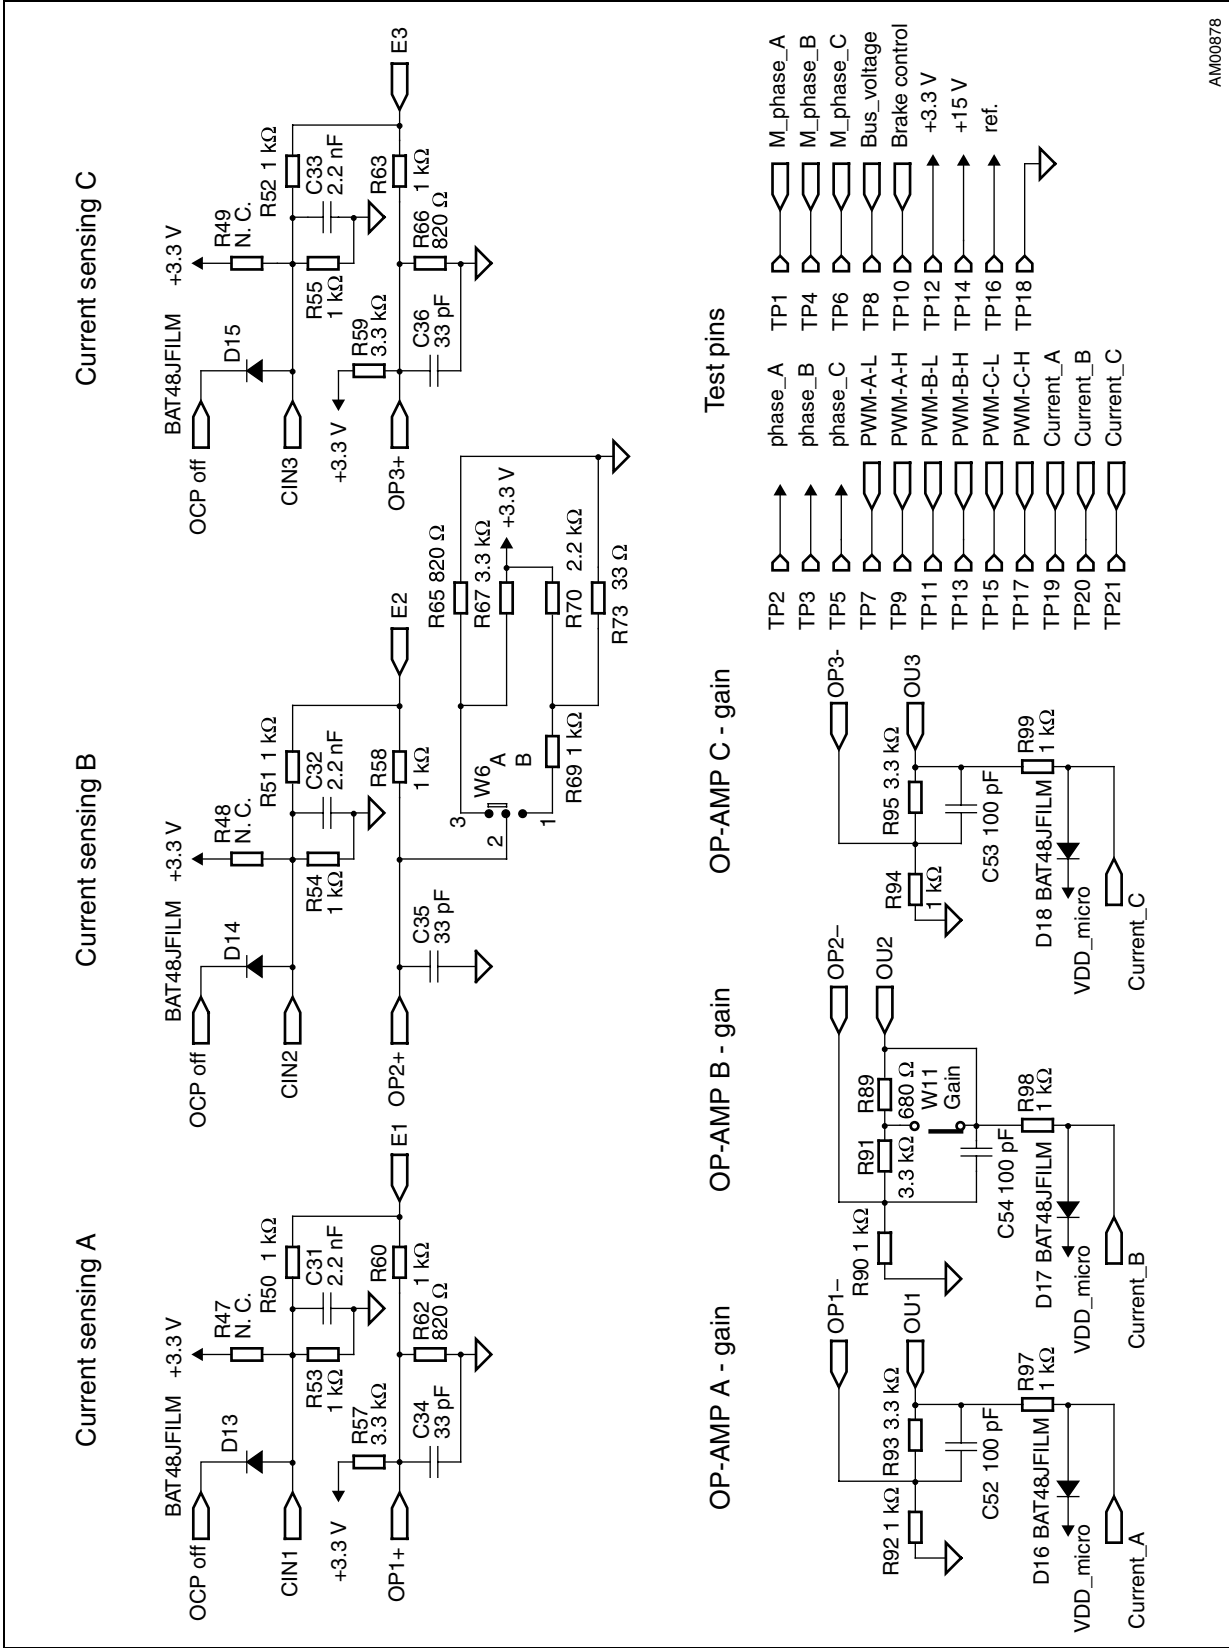 Current sensing A
BAT48JFILM
+3.3 V
OCP off
D13
R47
N. C.
R50 1 kΩ
C31
2.2 nF
R53
1 kΩ
CIN1
+3.3 V
R57
3.3 kΩ
C34
33 pF
R60
1 kΩ
R62
820 Ω
OP1+
E1
Current sensing B
BAT48JFILM
+3.3 V
OCP off
D14
R48
N. C.
R51 1 kΩ
C32
2.2 nF
R54
1 kΩ
CIN2
OP2+
C35
33 pF
R58
1 kΩ
E2
W6
A
B
3
2
1
R69 1 kΩ
R65 820 Ω
R67 3.3 kΩ
+3.3 V
R70
2.2 kΩ
R73
33 Ω
Current sensing C
BAT48JFILM
+3.3 V
OCP off
D15
R49
N. C.
R52 1 kΩ
C33
2.2 nF
R55
1 kΩ
CIN3
+3.3 V
R59
3.3 kΩ
C36
33 pF
R63
1 kΩ
R66
820 Ω
OP3+
E3
OP-AMP A - gain
OP1–
OU1
R92 1 kΩ
R93 3.3 kΩ
C52 100 pF
R97
1 kΩ
D16 BAT48JFILM
VDD_micro
Current_A
OP-AMP B - gain
OP2–
OU2
R90 1 kΩ
R91
3.3 kΩ
R89
680 Ω
W11
Gain
C54 100 pF
R98
1 kΩ
D17 BAT48JFILM
VDD_micro
Current_B
OP-AMP C - gain
OP3-
OU3
R94
1 kΩ
R95 3.3 kΩ
C53 100 pF
R99
1 kΩ
D18 BAT48JFILM
VDD_micro
Current_C
Test pins
TP2 phase_A
TP3 phase_B
TP5 phase_C
TP7 PWM-A-L
TP9 PWM-A-H
TP11 PWM-B-L
TP13 PWM-B-H
TP15 PWM-C-L
TP17 PWM-C-H
TP19 Current_A
TP20 Current_B
TP21 Current_C
TP1 M_phase_A
TP4 M_phase_B
TP6 M_phase_C
TP8 Bus_voltage
TP10 Brake control
TP12 +3.3 V
TP14 +15 V
TP16 ref.
TP18
AM00878